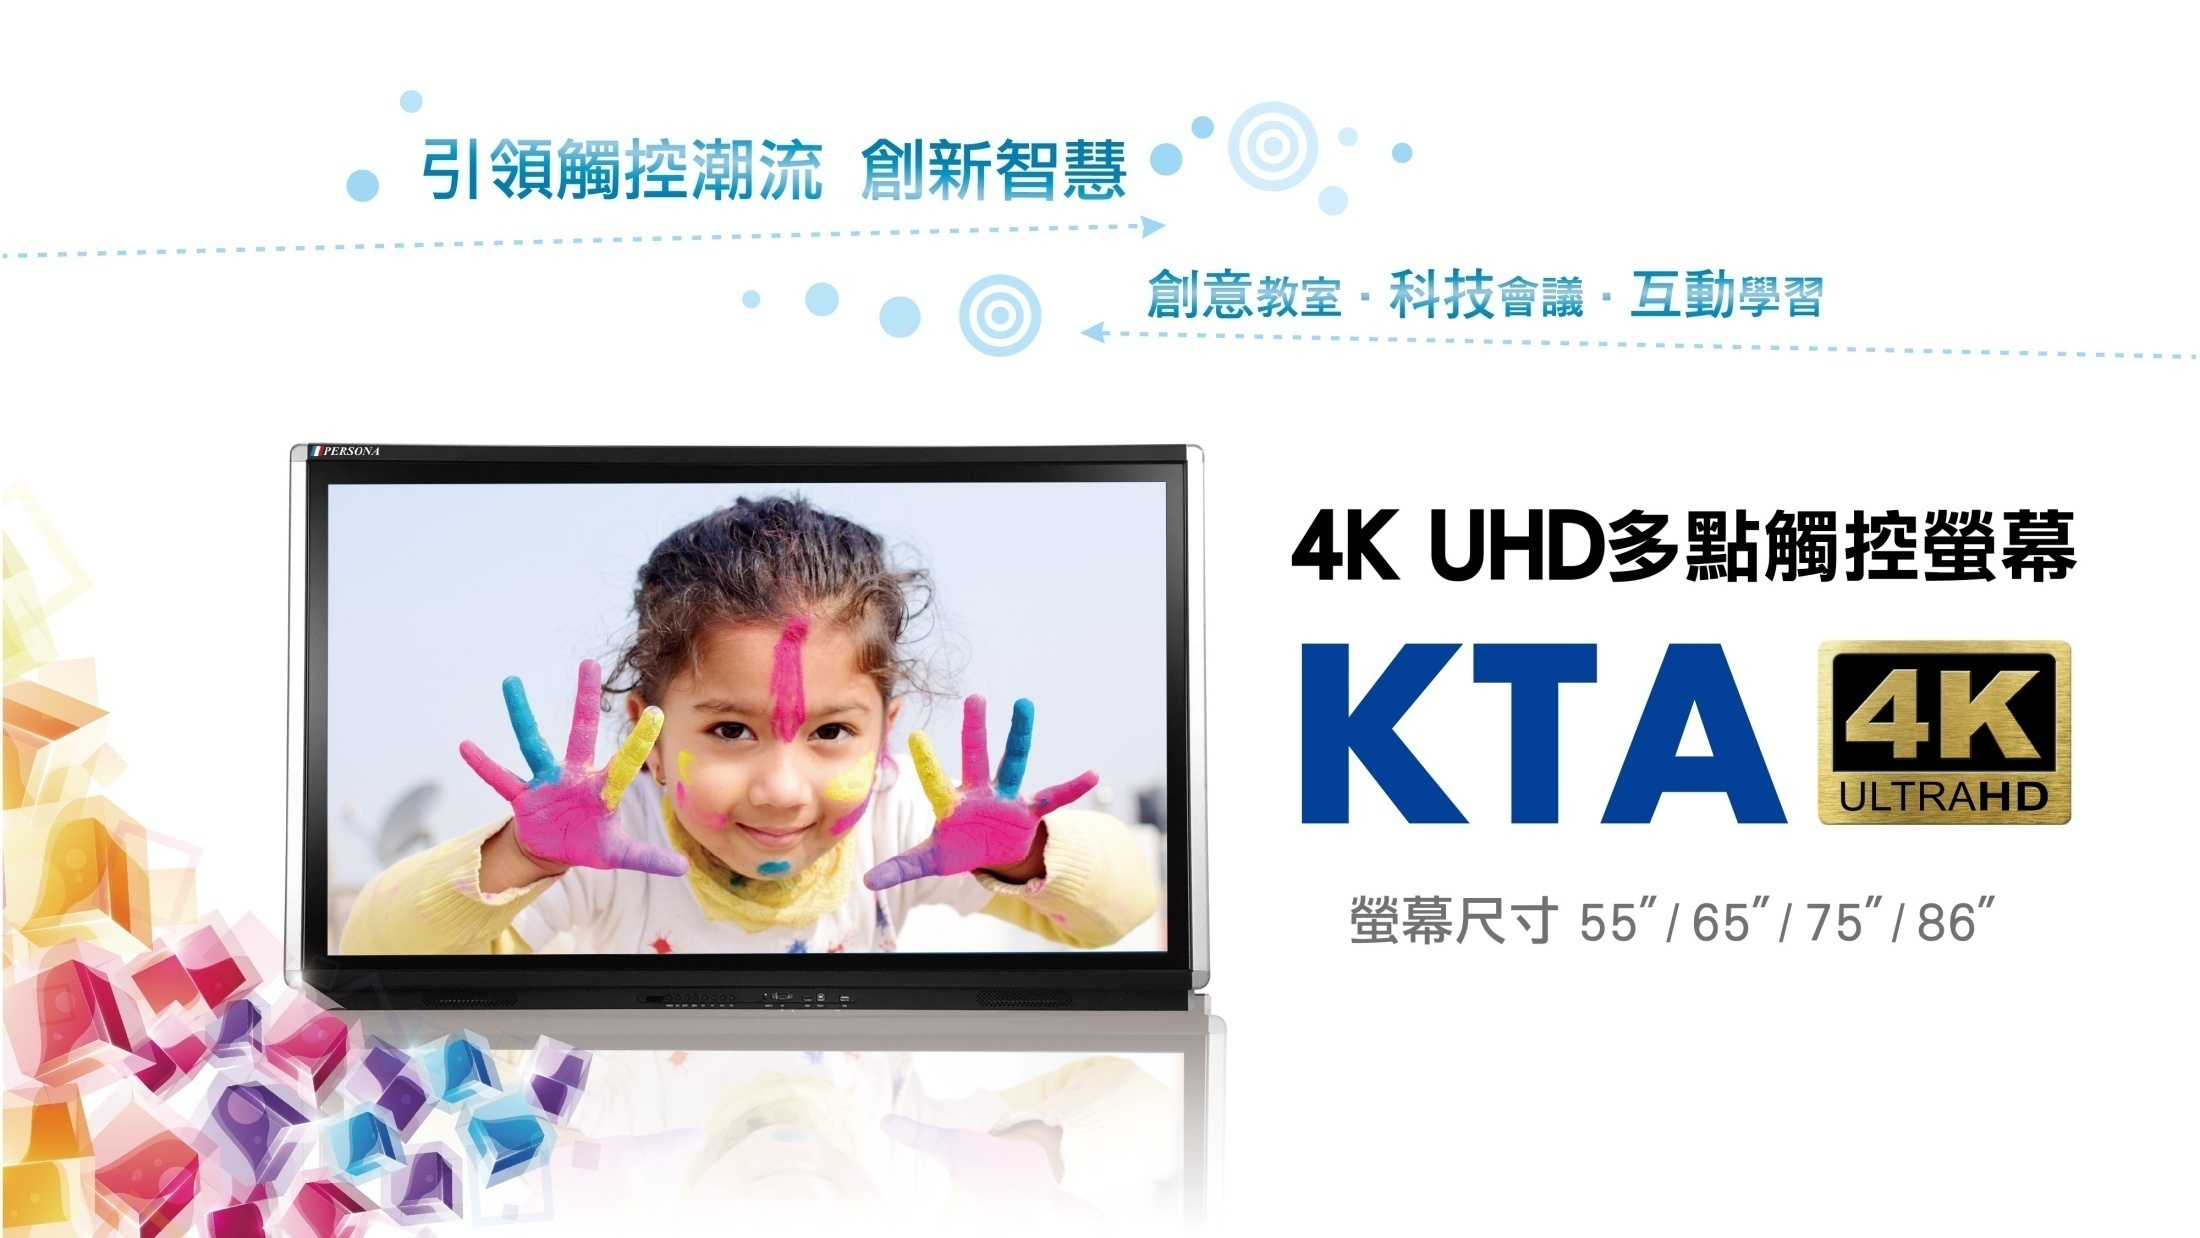 引領觸控潮流 創新智慧
創意教室・科技會議・互動學習
PERSONA
4K UHD多點觸控螢幕
KTA
4K
ULTRAHD
螢幕尺寸 55″/65″/75″/86″